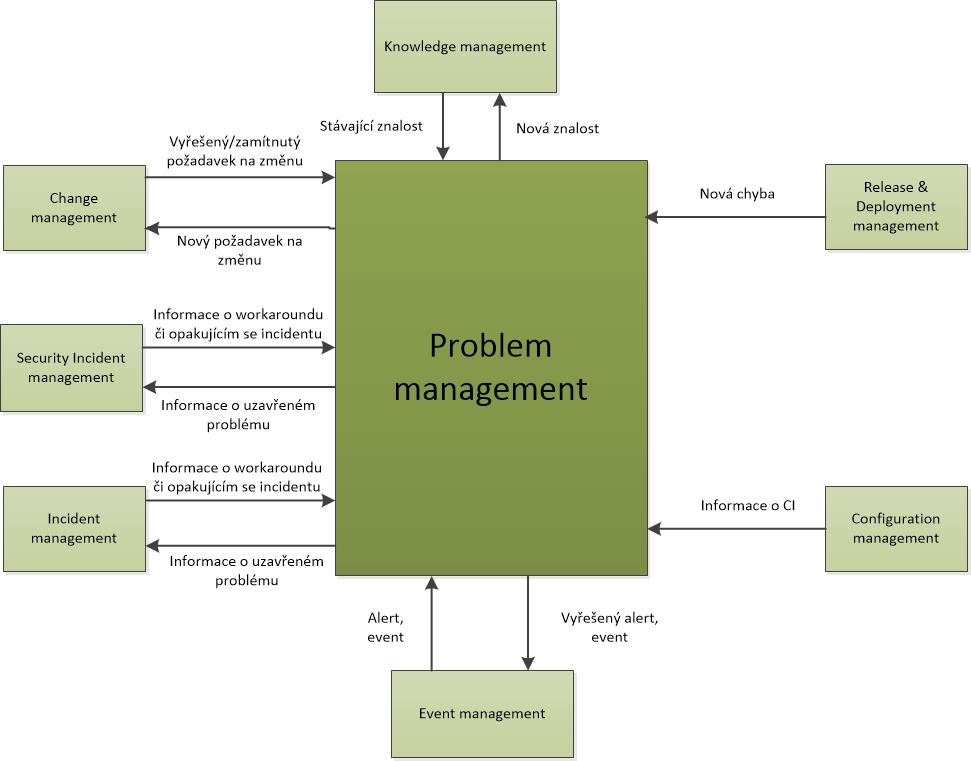 Knowledge management
Stávající znalost
Nová znalost
Vyřešený/zamítnutý
požadavek na změnu
Change
management
Nový požadavek na
změnu
Nová chyba
Release &
Deployment
management
Informace o workaroundu
či opakujícím se incidentu
Security Incident
management
Informace o uzavřeném
problému
Problem
management
Informace o workaroundu
či opakujícím se incidentu
Incident
management
Informace o uzavřeném
problému
Informace o CI
Configuration
management
Alert,
event
Vyřešený alert,
event
Event management